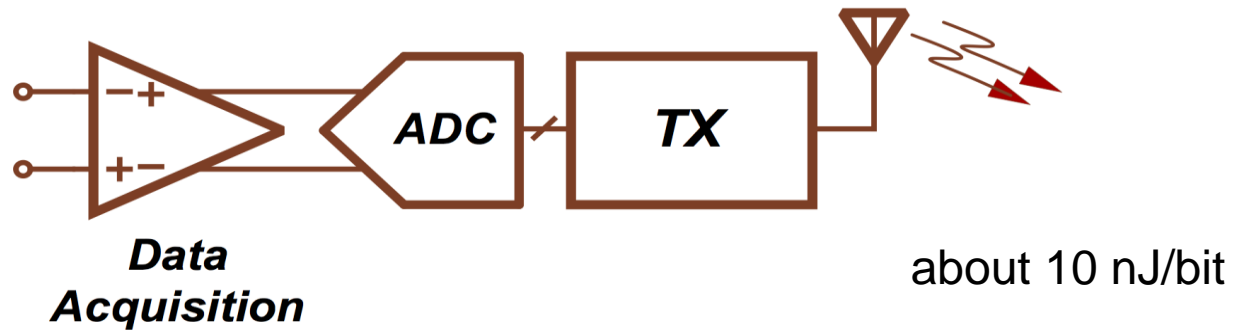 − +
+ −
ADC
TX
Data
Acquisition
about 10 nJ/bit